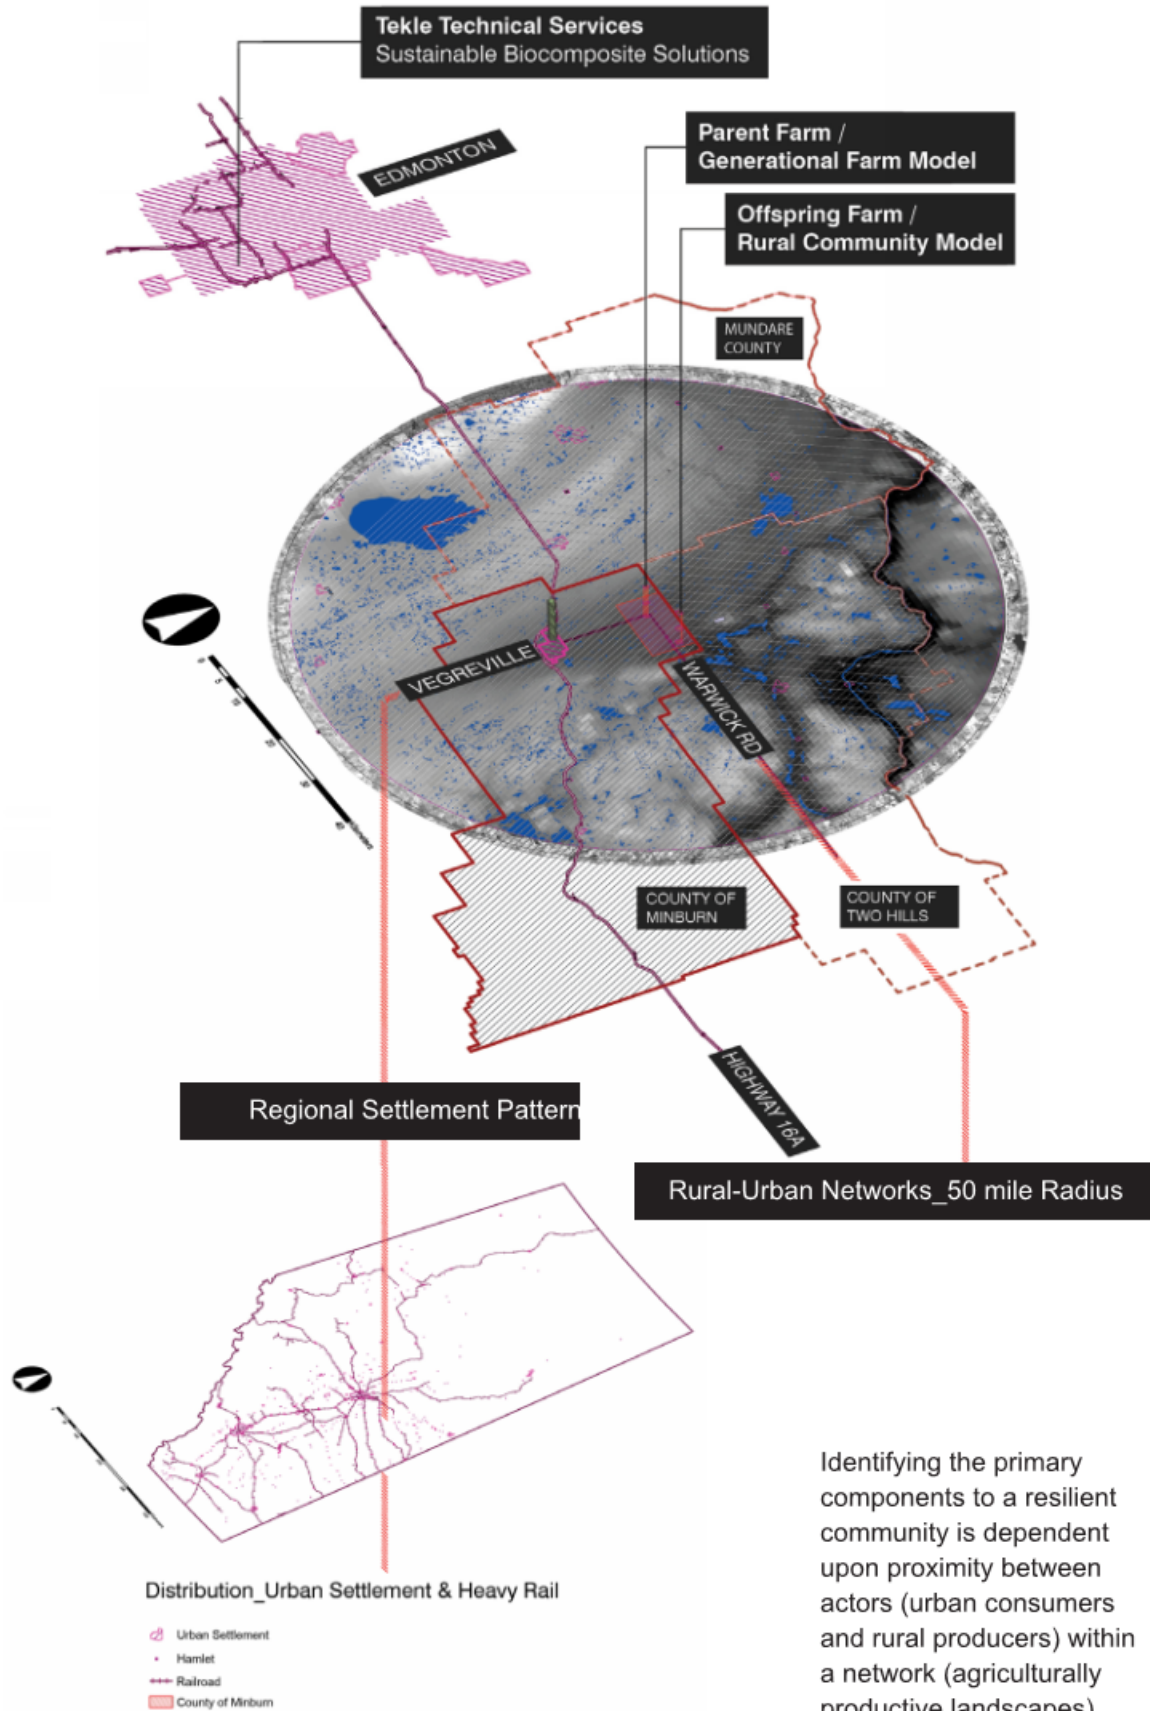 Tekle Technical Services
Sustainable Biocomposite Solutions
EDMONTON
Parent Farm /
Generational Farm Model
Offspring Farm /
Rural Community Model
MUNDARE
COUNTY
VEGREVILLE
WARWICK RD
COUNTY OF
MINBURN
COUNTY OF
TWO HILLS
HIGHWAY 16A
Regional Settlement Pattern
Rural-Urban Networks_50 mile Radius
Identifying the primary
components to a resilient
community is dependent
upon proximity between
actors (urban consumers
and rural producers) within
a network (agriculturally
productive landscapes)
Distribution_Urban Settlement & Heavy Rail
Urban Settlement
Hamlet
Railroad
County of Minburn